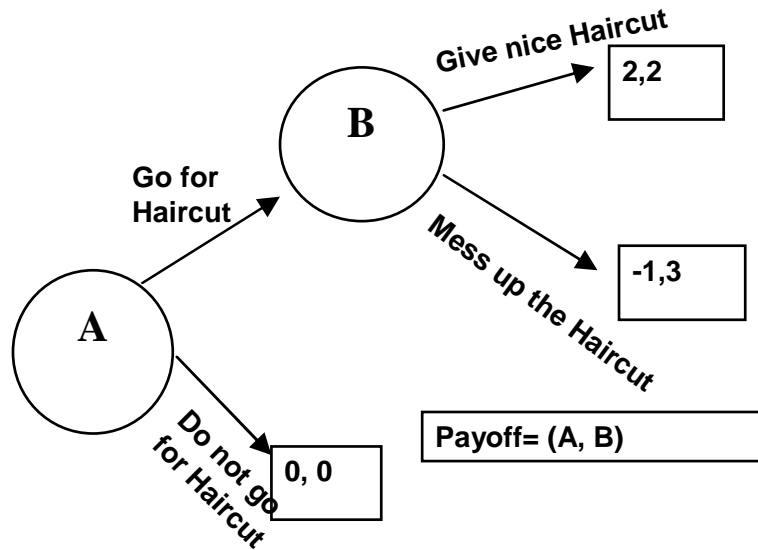 Give nice Haircut
2,2
B
Go for
Haircut
Mess up the Haircut
-1,3
A
Do not go
for Haircut
0, 0
Payoff= (A, B)